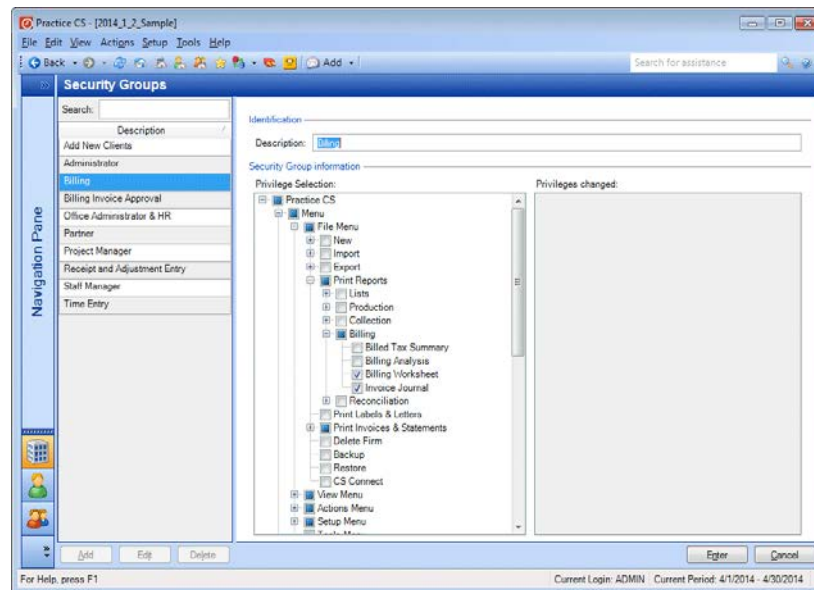 Practice CS - [2014_1_2_Sample]
File Edit View Actions Setup Tools Help
Back Add Search for assistance
Security Groups
Search:
Description
Add New Clients
Administrator
Billing
Billing Invoice Approval
Office Administrator & HR
Partner
Project Manager
Receipt and Adjustment Entry
Staff Manager
Time Entry
Navigation Pane
Add Edit Delete
Identification
Description: Billing
Security Group information
Privilege Selection: Privileges changed:
Practice CS
Menu
File Menu
New
Import
Export
Print Reports
Lists
Production
Collection
Billing
Billed Tax Summary
Billing Analysis
Billing Worksheet
Invoice Journal
Reconciliation
Print Labels & Letters
Print Invoices & Statements
Delete Firm
Backup
Restore
CS Connect
View Menu
Actions Menu
Setup Menu
Enter Cancel
For Help, press F1 Current Login: ADMIN Current Period: 4/1/2014 - 4/30/2014